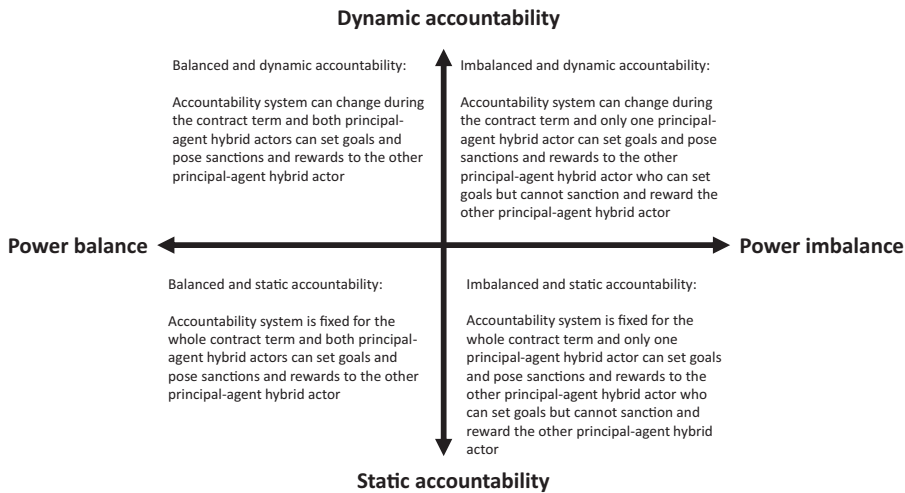 Dynamic accountability
Balanced and dynamic accountability:
Accountability system can change during
the contract term and both principal-
agent hybrid actors can set goals and
pose sanctions and rewards to the other
principal-agent hybrid actor
Imbalanced and dynamic accountability:
Accountability system can change during
the contract term and only one principal-
agent hybrid actor can set goals and pose
sanctions and rewards to the other
principal-agent hybrid actor who can set
goals but cannot sanction and reward the
other principal-agent hybrid actor
Power balance
Power imbalance
Balanced and static accountability:
Accountability system is fixed for the
whole contract term and both principal-
agent hybrid actors can set goals and
pose sanctions and rewards to the other
principal-agent hybrid actor
Imbalanced and static accountability:
Accountability system is fixed for the
whole contract term and only one
principal-agent hybrid actor can set goals
and pose sanctions and rewards to the
other principal-agent hybrid actor who
can set goals but cannot sanction and
reward the other principal-agent hybrid
actor
Static accountability